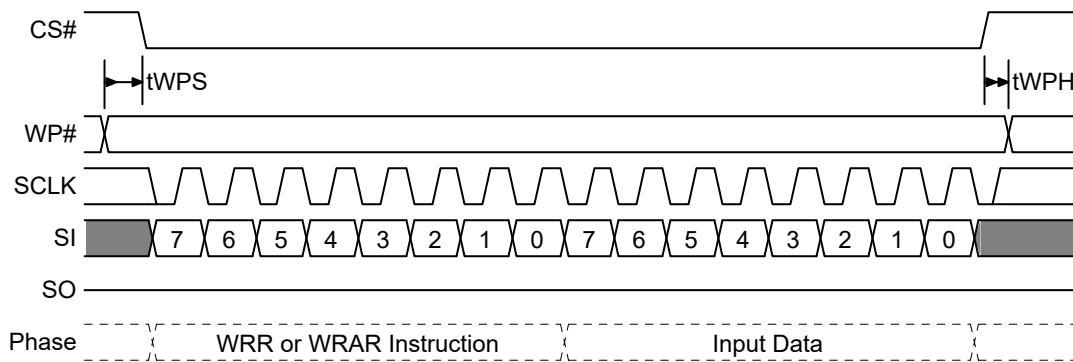 CS#
tWPS tWPH
WP#
SCLK
SI 7 6 5 4 3 2 1 0 7 6 5 4 3 2 1 0
SO
Phase WRR or WRAR Instruction Input Data